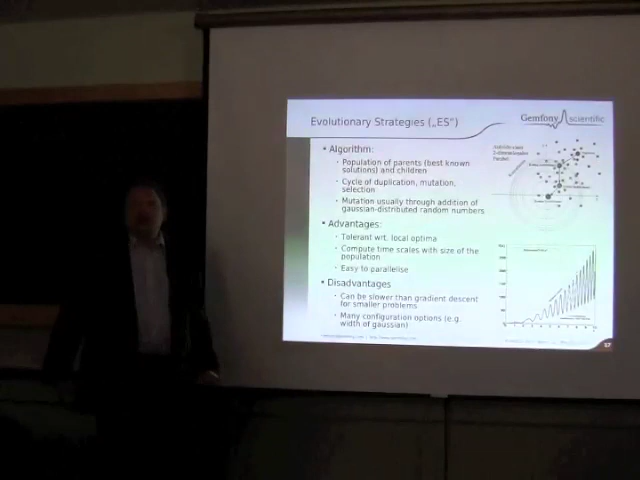 Evolutionary Strategies („ES“)
Gemfony scientific
• Algorithm:
Population of parents (best known
solutions) and children
Cycle of duplication, mutation,
selection
Mutation usually through addition of
gaussian-distributed random numbers
• Advantages:
Tolerant wrt. local optima
Compute time scales with size of the
population
Easy to parallelise
• Disadvantages
Can be slower than gradient descent
for smaller problems
Many configuration options (e.g.
width of gaussian)
17